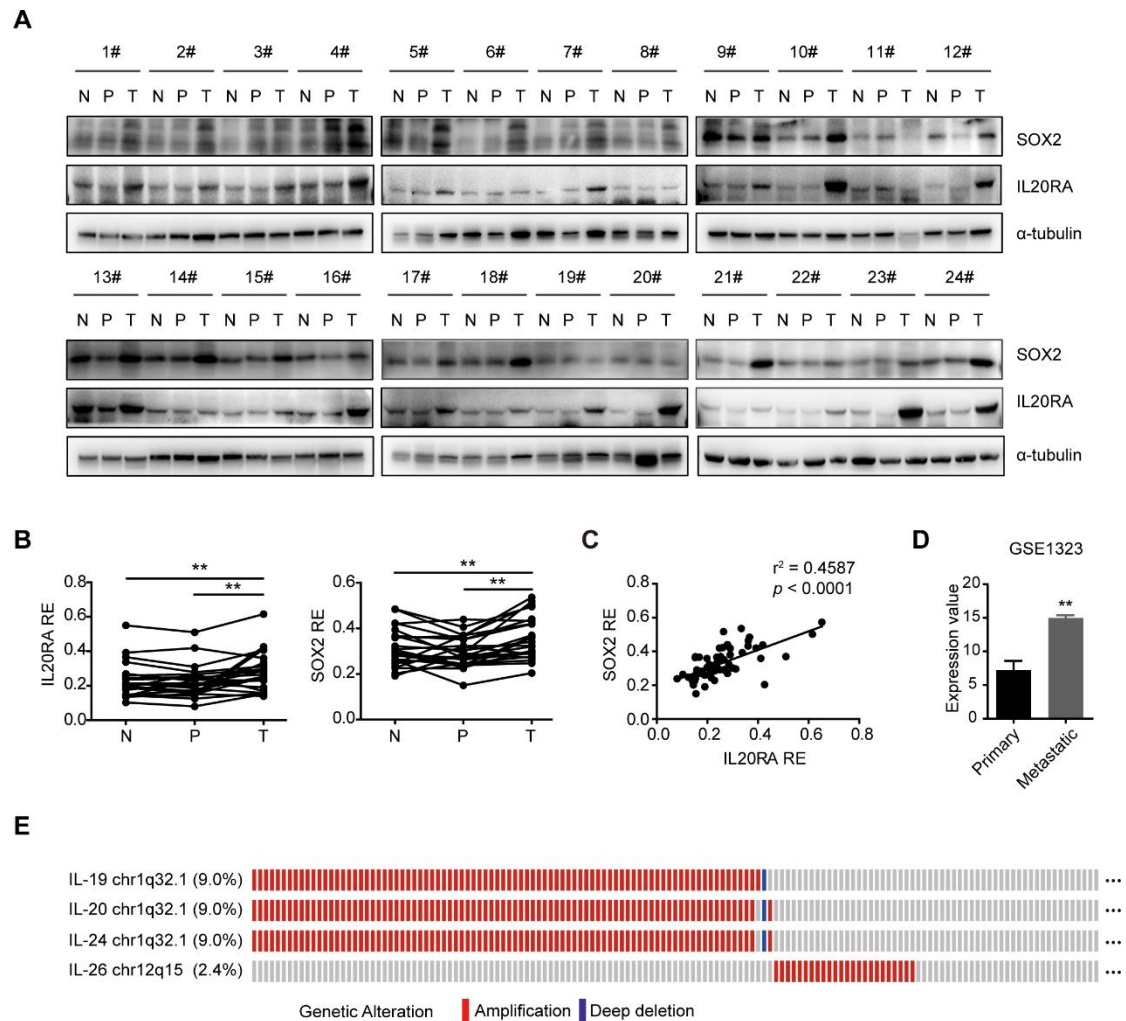 A
1# 2# 3# 4# 5# 6# 7# 8# 9# 10# 11# 12#
N P T N P T N P T N P T N P T N P T N P T N P T N P T N P T N P T N P T
SOX2
IL20RA
α-tubulin
13# 14# 15# 16# 17# 18# 19# 20# 21# 22# 23# 24#
N P T N P T N P T N P T N P T N P T N P T N P T N P T N P T N P T N P T
SOX2
IL20RA
α-tubulin
B
IL20RA RE
0.8
0.6
0.4
0.2
0.0
**
**
N P T
SOX2 RE
0.6
0.4
0.2
0.0
**
**
N P T
C
r² = 0.4587
p < 0.0001
SOX2 RE
0.8
0.6
0.4
0.2
0.0
0.0 0.2 0.4 0.6 0.8
IL20RA RE
D
GSE1323
Expression value
20
15
10
5
0
**
Primary
Metastatic
E
IL-19 chr1q32.1 (9.0%) ...
IL-20 chr1q32.1 (9.0%) ...
IL-24 chr1q32.1 (9.0%) ...
IL-26 chr12q15 (2.4%) ...
Genetic Alteration Amplification Deep deletion